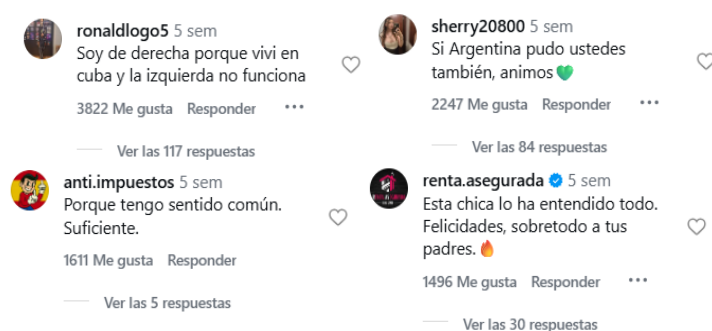 ronaldlogo5 5 sem
Soy de derecha porque vivi en
cuba y la izquierda no funciona
3822 Me gusta Responder ···
Ver las 117 respuestas
sherry20800 5 sem
Si Argentina pudo ustedes
también, animos💚
2247 Me gusta Responder ···
Ver las 84 respuestas
anti.impuestos 5 sem
Porque tengo sentido común.
Suficiente.
1611 Me gusta Responder
Ver las 5 respuestas
renta.asegurada 5 sem
Esta chica lo ha entendido todo.
Felicidades, sobretodo a tus
padres.🔥
1496 Me gusta Responder ···
Ver las 30 respuestas